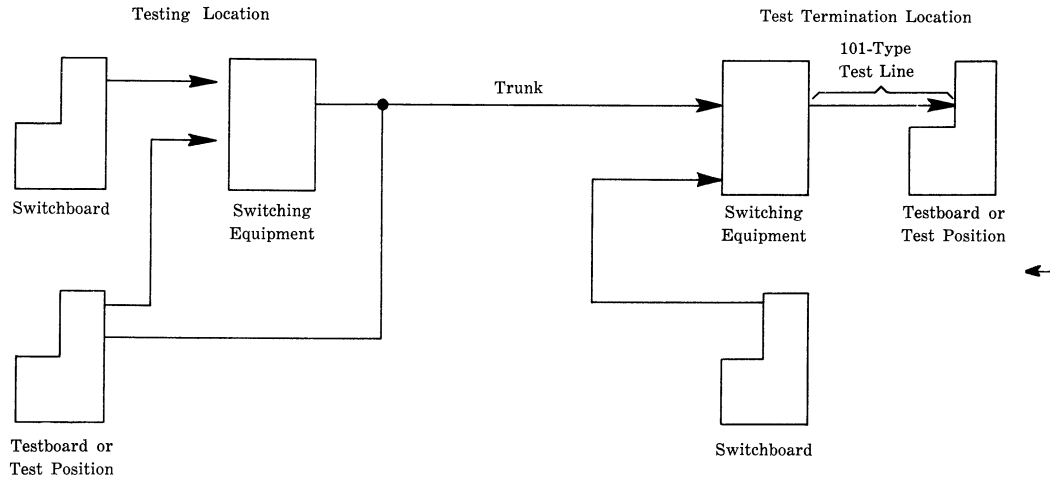 Testing Location
Test Termination Location
101-Type
Test Line
Trunk
Switchboard
Switching
Equipment
Switching
Equipment
Testboard or
Test Position
Testboard or
Test Position
Switchboard